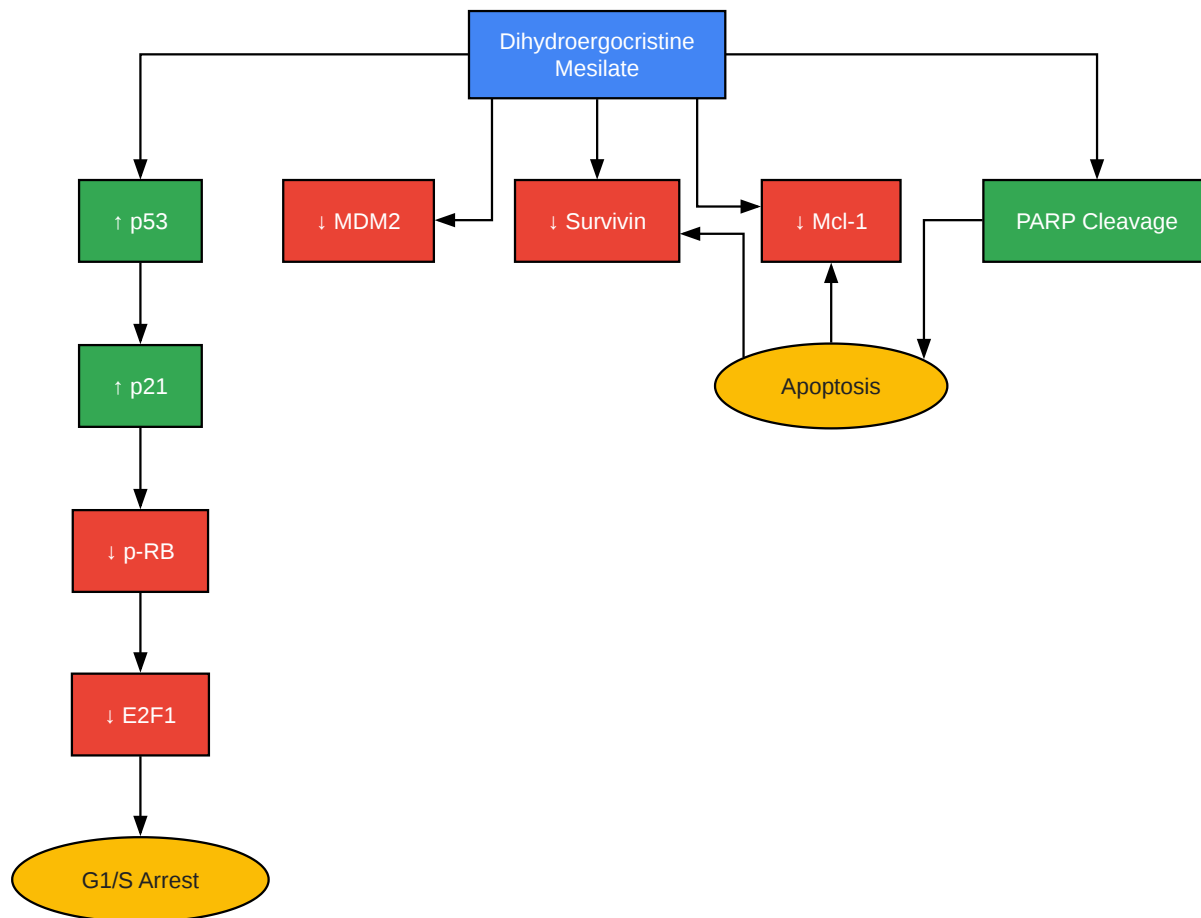 Dihydroergocristine
Mesilate
↑ p53
↓ MDM2
↓ Survivin
↓ Mcl-1
PARP Cleavage
↑ p21
Apoptosis
↓ p-RB
↓ E2F1
G1/S Arrest